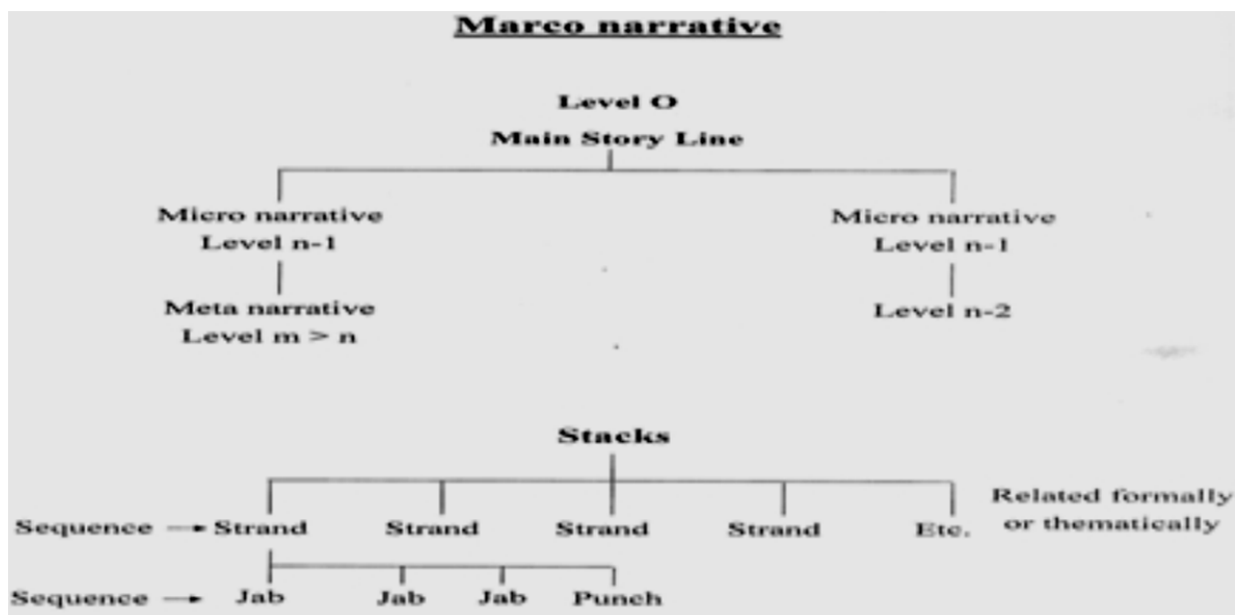 Marco narrative
Level O
Main Story Line
Micro narrative Micro narrative
Level n-1 Level n-1
Meta narrative Level n-2
Level m > n
Stacks
Related formally
Sequence → Strand Strand Strand Strand Etc. or thematically
Sequence → Jab Jab Jab Punch